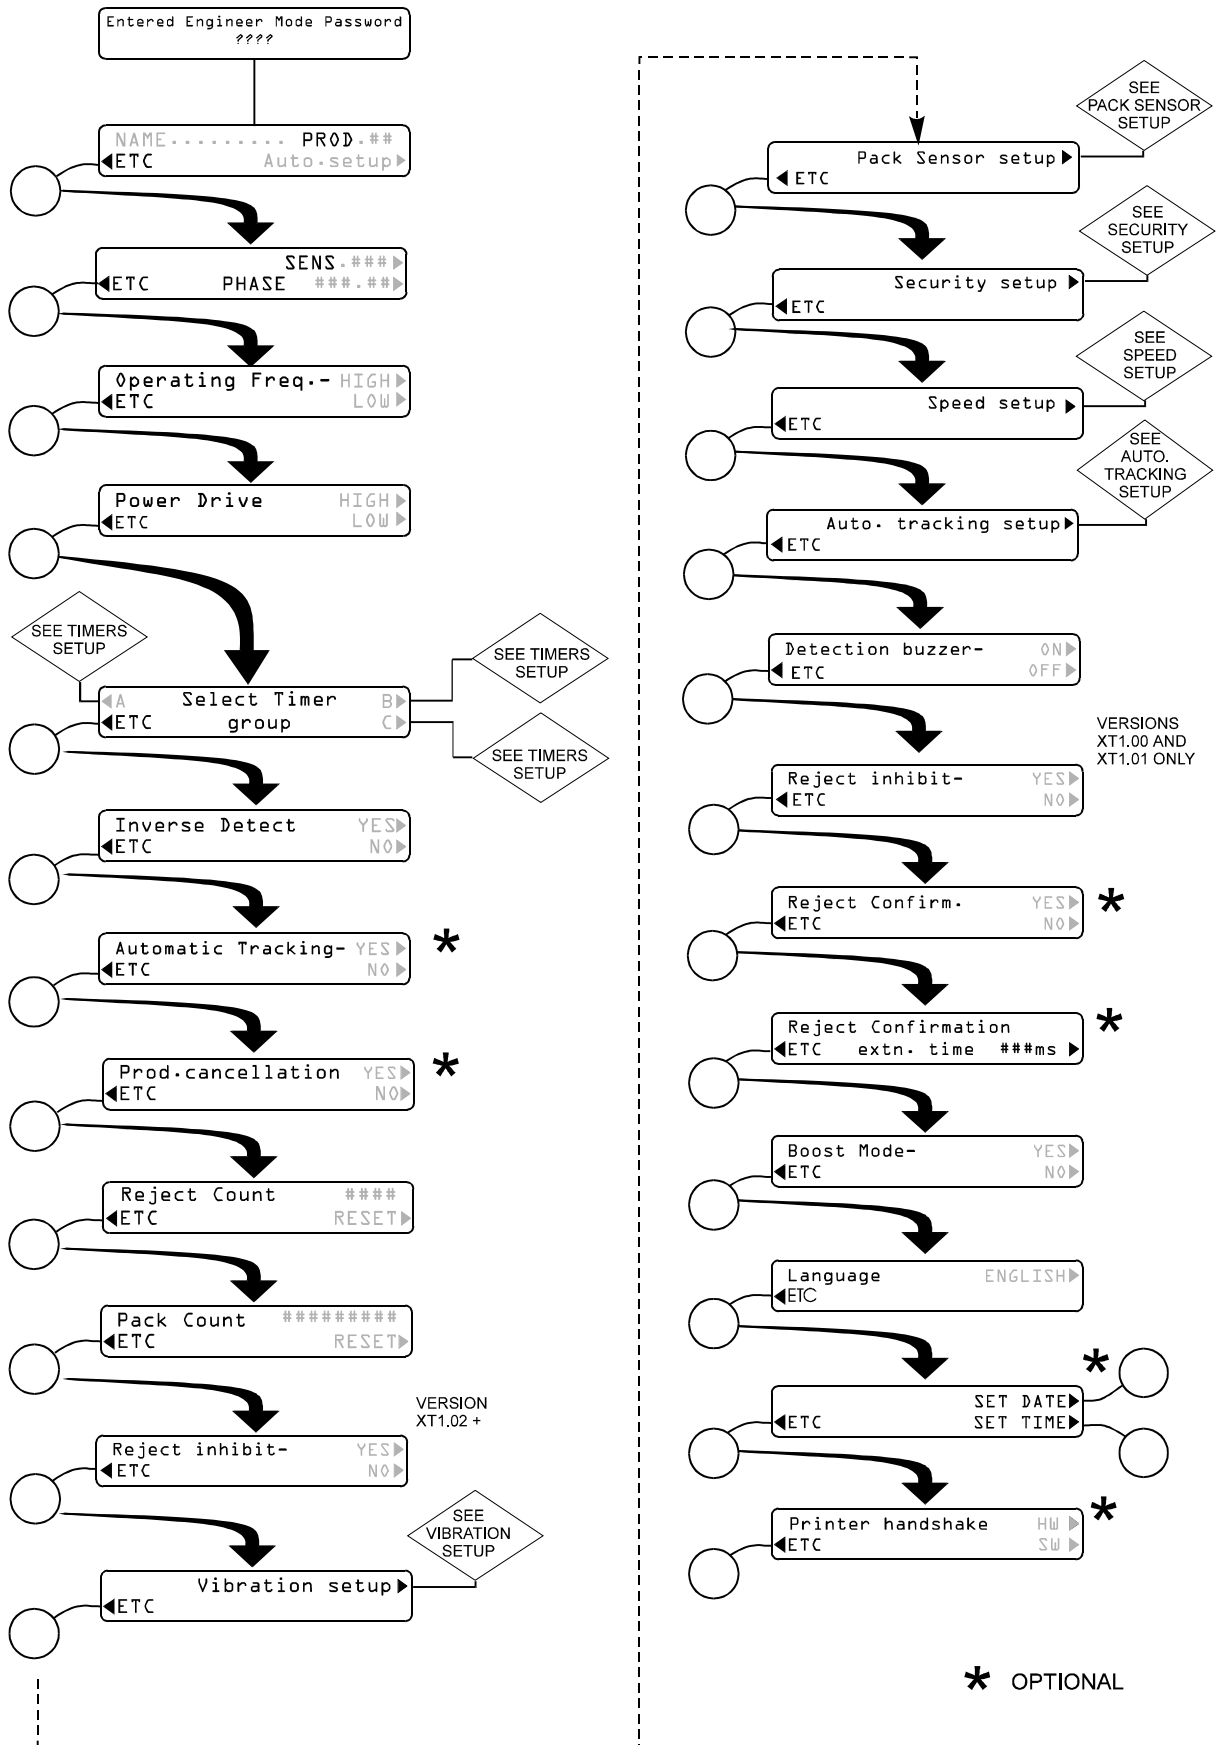 Entered Engineer Mode Password
????
NAME......... PROD.##
◀ETC Auto.setup▶
SENS.###▶
◀ETC PHASE ###.##▶
Operating Freq.- HIGH▶
◀ETC LOW▶
Power Drive HIGH▶
◀ETC LOW▶
SEE TIMERS
SETUP
SEE TIMERS
SETUP
◀A Select Timer B▶
◀ETC group C▶
SEE TIMERS
SETUP
Inverse Detect YES▶
◀ETC NO▶
Automatic Tracking- YES▶ *
◀ETC NO▶
Prod.cancellation YES▶ *
◀ETC NO▶
Reject Count ####
◀ETC RESET▶
Pack Count #########
◀ETC RESET▶
VERSION
XT1.02 +
Reject inhibit- YES▶
◀ETC NO▶
SEE
VIBRATION
SETUP
Vibration setup▶
◀ETC
SEE
PACK SENSOR
SETUP
Pack Sensor setup▶
◀ETC
SEE
SECURITY
SETUP
Security setup▶
◀ETC
SEE
SPEED
SETUP
Speed setup▶
◀ETC
SEE
AUTO.
TRACKING
SETUP
Auto. tracking setup▶
◀ETC
Detection buzzer- ON▶
◀ETC OFF▶
VERSIONS
XT1.00 AND
XT1.01 ONLY
Reject inhibit- YES▶
◀ETC NO▶
Reject Confirm. YES▶ *
◀ETC NO▶
Reject Confirmation *
◀ETC extn. time ###ms▶
Boost Mode- YES▶
◀ETC NO▶
Language ENGLISH▶
◀ETC
SET DATE▶ *
◀ETC SET TIME▶
Printer handshake HW▶ *
◀ETC SW▶
* OPTIONAL